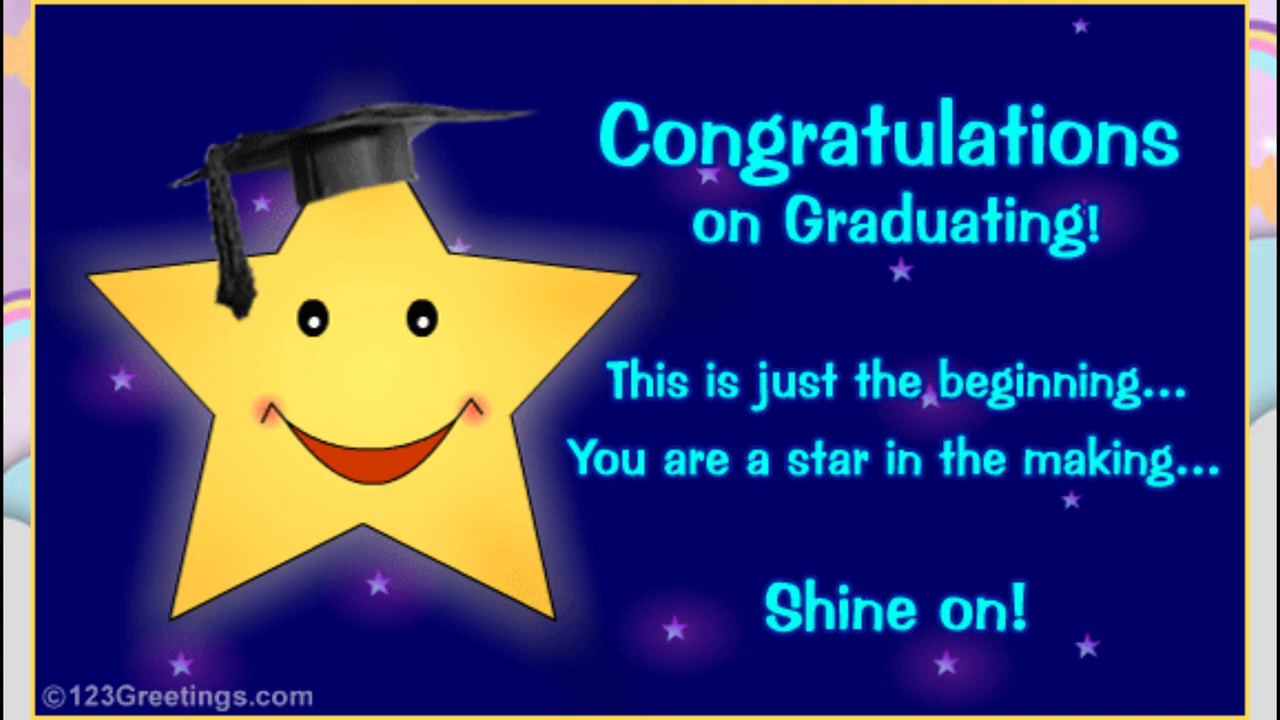 Congratulations
on Graduating!
This is just the beginning...
You are a star in the making...
Shine on!
©123Greetings.com